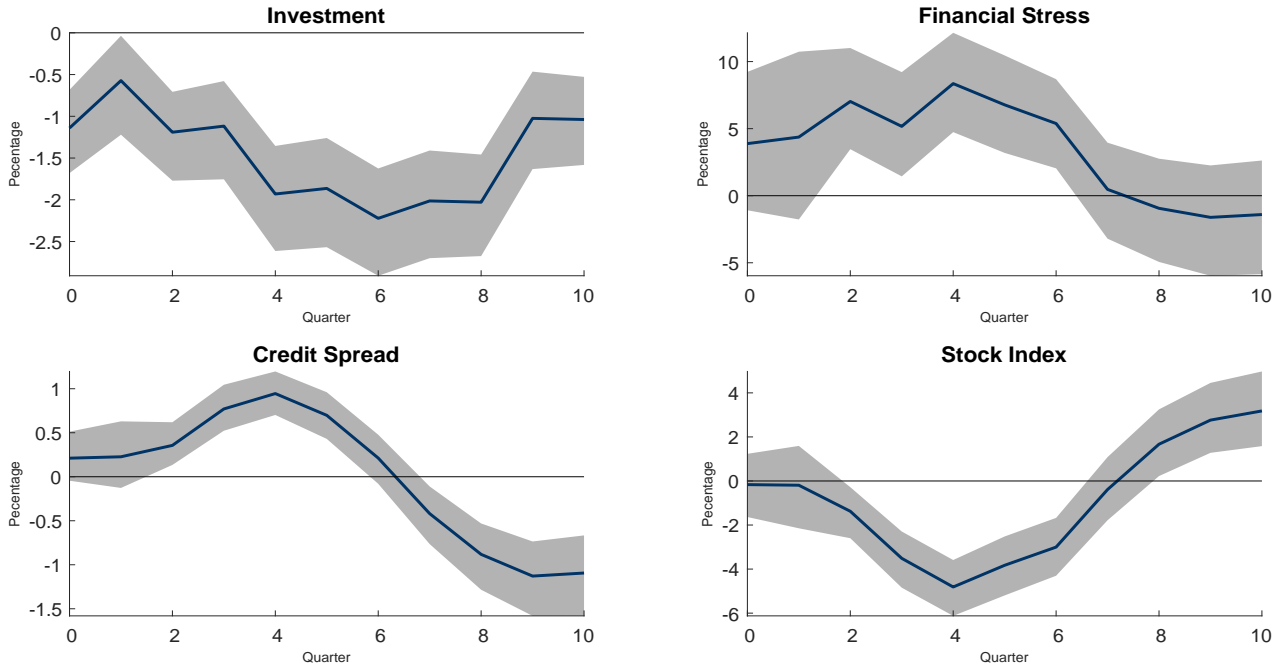 Investment
Pecentage
0
-0.5
-1
-1.5
-2
-2.5
0 2 4 6 8 10
Quarter
Financial Stress
Pecentage
10
5
0
-5
0 2 4 6 8 10
Quarter
Credit Spread
Pecentage
1
0.5
0
-0.5
-1
-1.5
0 2 4 6 8 10
Quarter
Stock Index
Pecentage
4
2
0
-2
-4
-6
0 2 4 6 8 10
Quarter